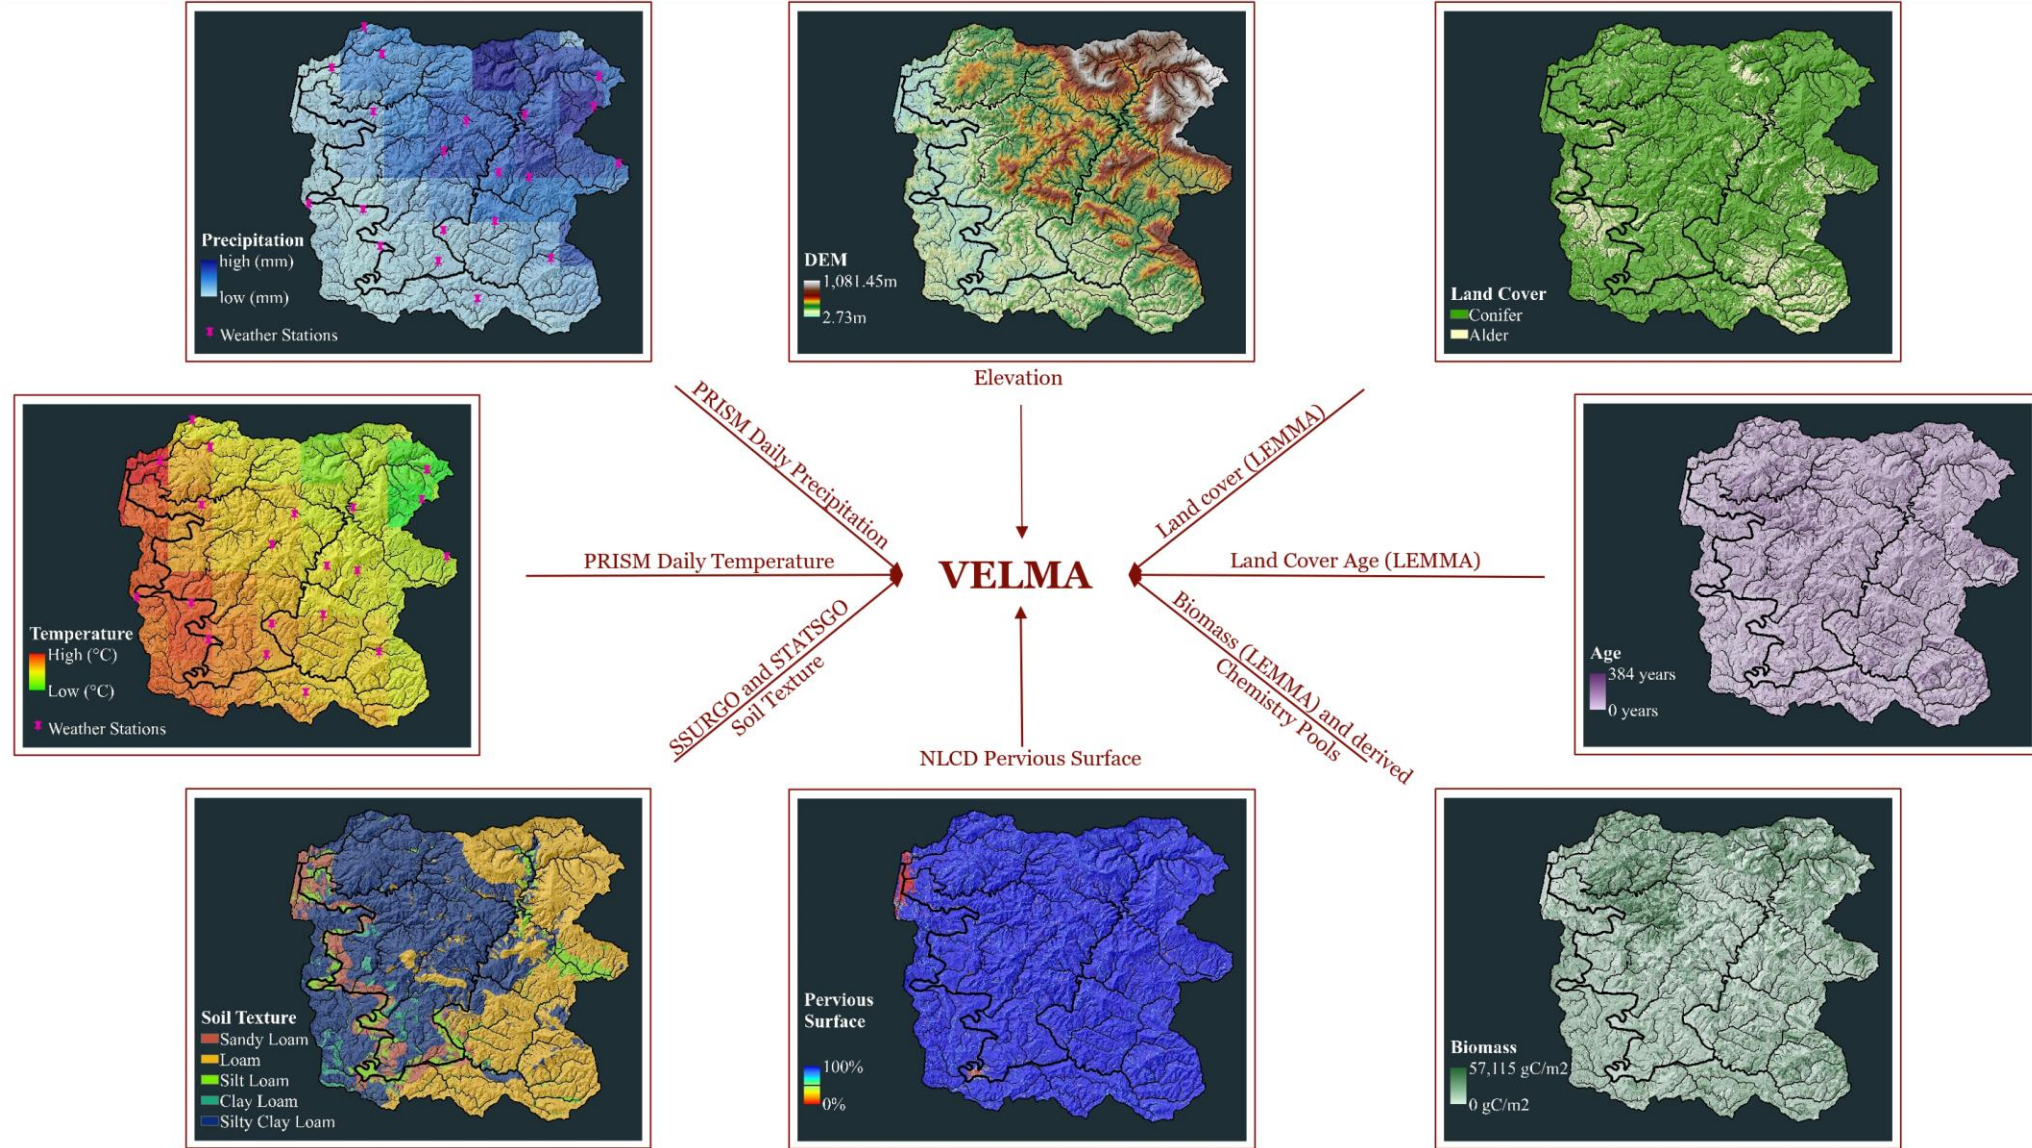 Precipitation
high (mm)
low (mm)
Weather Stations
DEM
1,081.45m
2.73m
Land Cover
Conifer
Alder
Elevation
PRISM Daily Precipitation
Land cover (LEMMA)
Temperature
High (°C)
Low (°C)
Weather Stations
PRISM Daily Temperature
VELMA
Land Cover Age (LEMMA)
Age
384 years
0 years
SSURGO and STATSGO
Soil Texture
NLCD Pervious Surface
Biomass (LEMMA) and derived
Chemistry Pools
Soil Texture
Sandy Loam
Loam
Silt Loam
Clay Loam
Silty Clay Loam
Pervious
Surface
100%
0%
Biomass
57,115 gC/m2
0 gC/m2